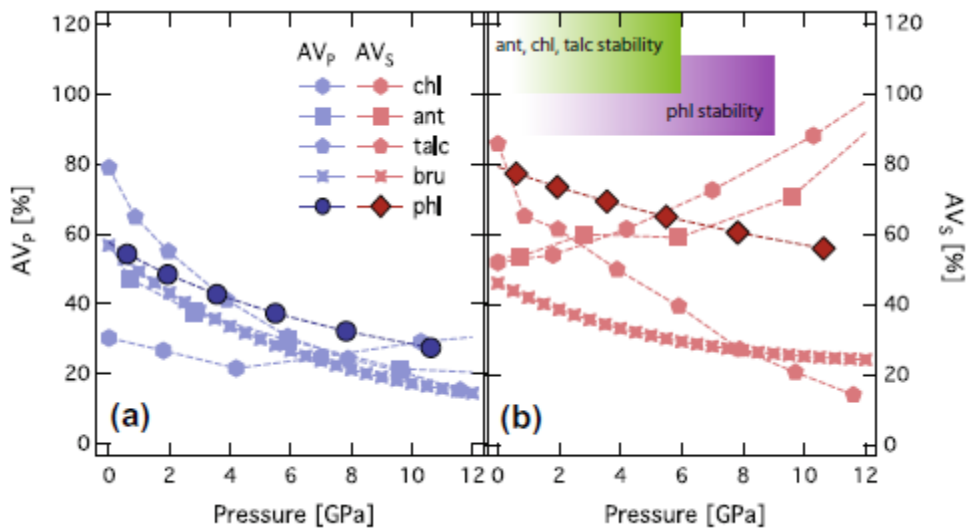 120
100
80
60
40
20
0
AVP [%]
AVP AVS
chl
ant
talc
bru
phl
(a)
0 2 4 6 8 10 12
Pressure [GPa]
ant, chl, talc stability
phl stability
(b)
0 2 4 6 8 10 12
Pressure [GPa]
120
100
80
60
40
20
0
AVS [%]